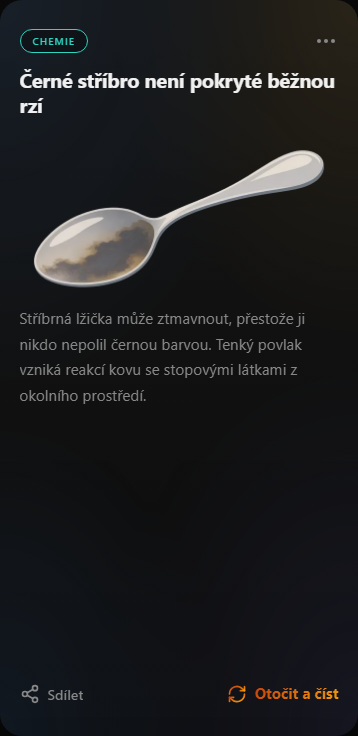 CHEMIE
Černé stříbro není pokryté běžnou
rzí
Stříbrná lžička může ztmavnout, přestože ji
nikdo nepolil černou barvou. Tenký povlak
vzniká reakcí kovu se stopovými látkami z
okolního prostředí.
Sdílet
Otočit a číst